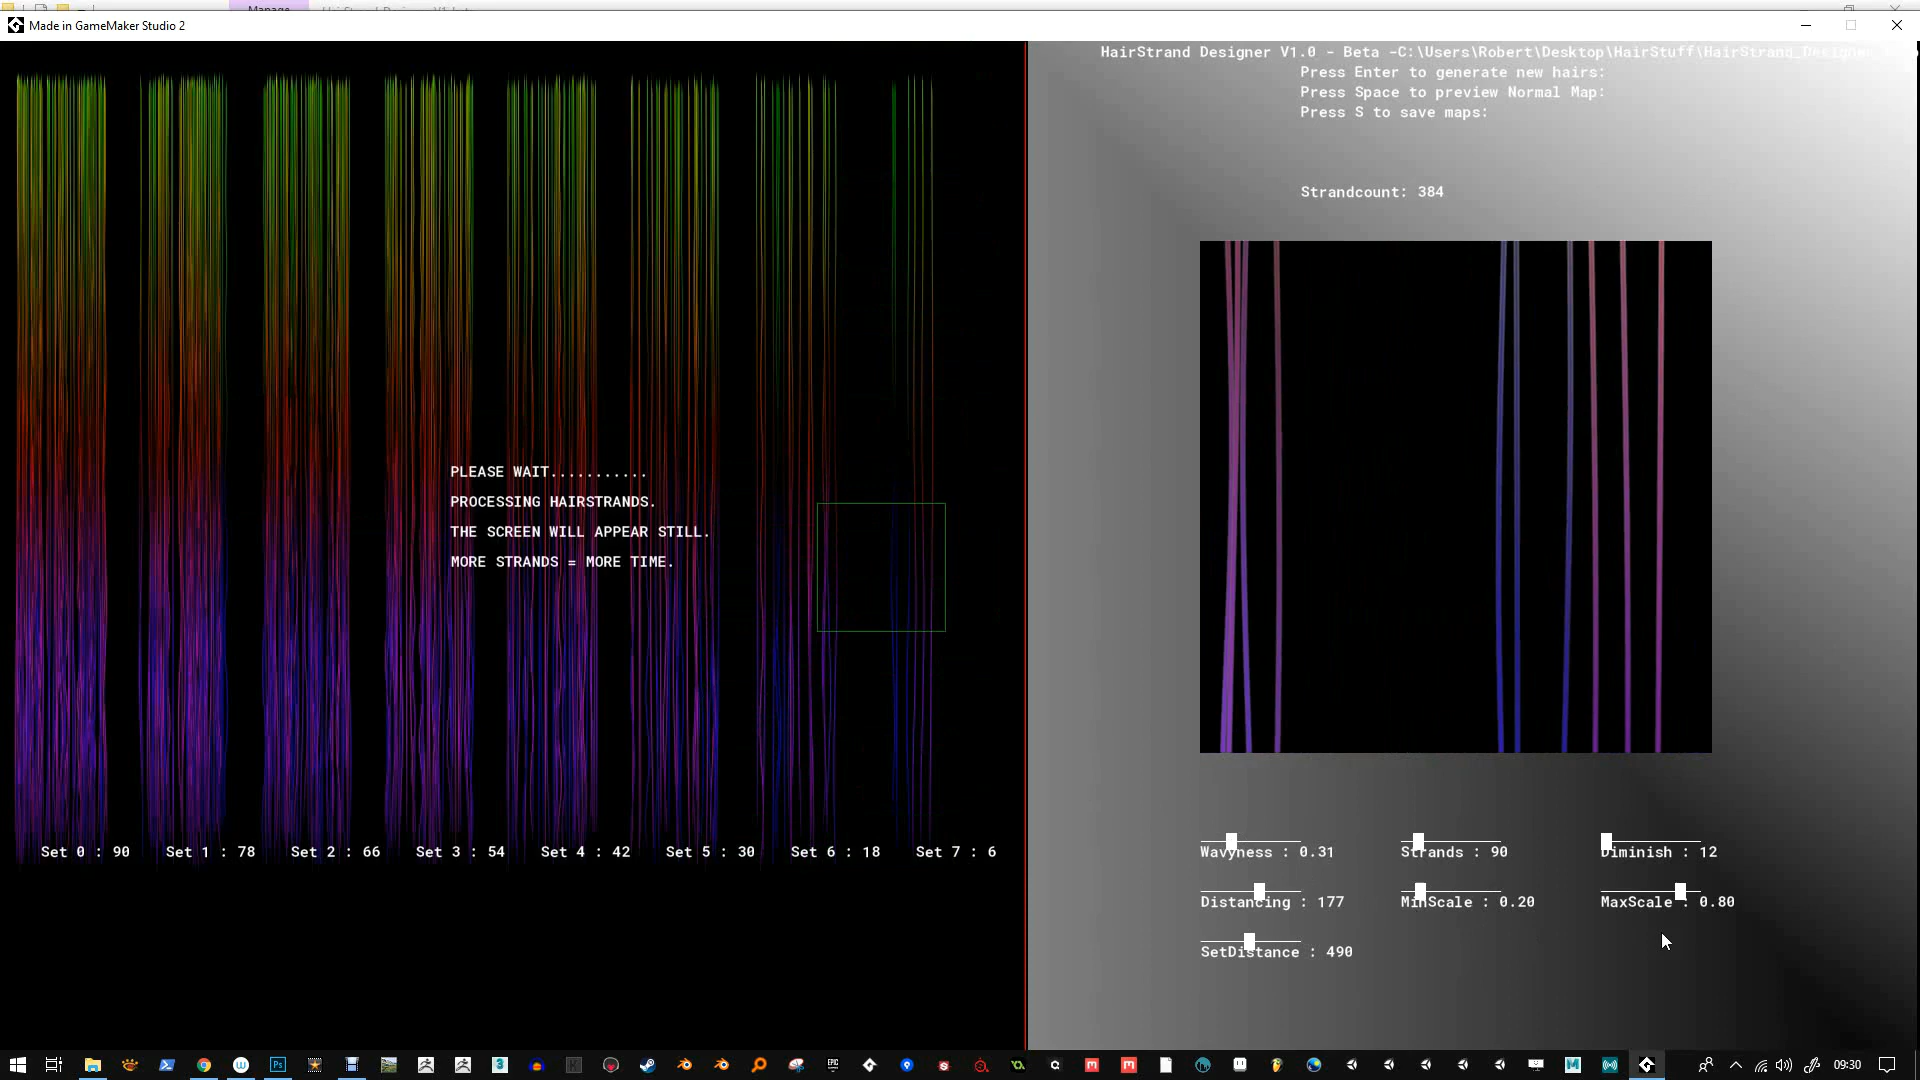 Made in GameMaker Studio 2
HairStrand Designer V1.0 - Beta -C:\Users\Robert\Desktop\HairStuff\HairStrand_Designer
Press Enter to generate new hairs:
Press Space to preview Normal Map:
Press S to save maps:
Strandcount: 384
PLEASE WAIT...........
PROCESSING HAIRSTRANDS.
THE SCREEN WILL APPEAR STILL.
MORE STRANDS = MORE TIME.
Set 0 : 90 Set 1 : 78 Set 2 : 66 Set 3 : 54 Set 4 : 42 Set 5 : 30 Set 6 : 18 Set 7 : 6
Wavyness : 0.31 Strands : 90 Diminish : 12
Distancing : 177 MinScale : 0.20 MaxScale : 0.80
SetDistance : 490
09:30